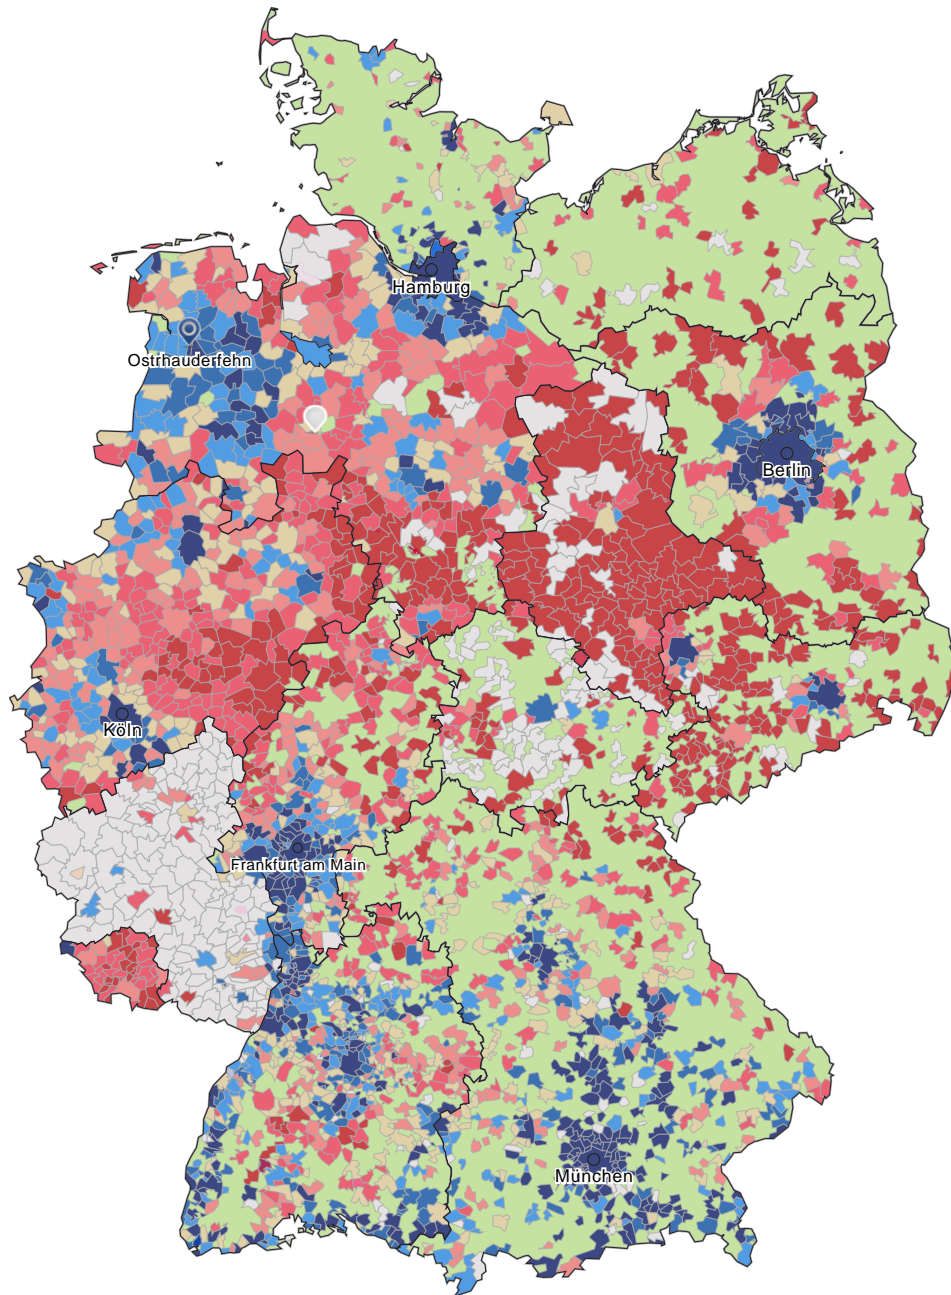 Hamburg
Ostrhauderfehn
Berlin
Köln
Frankfurt am Main
München